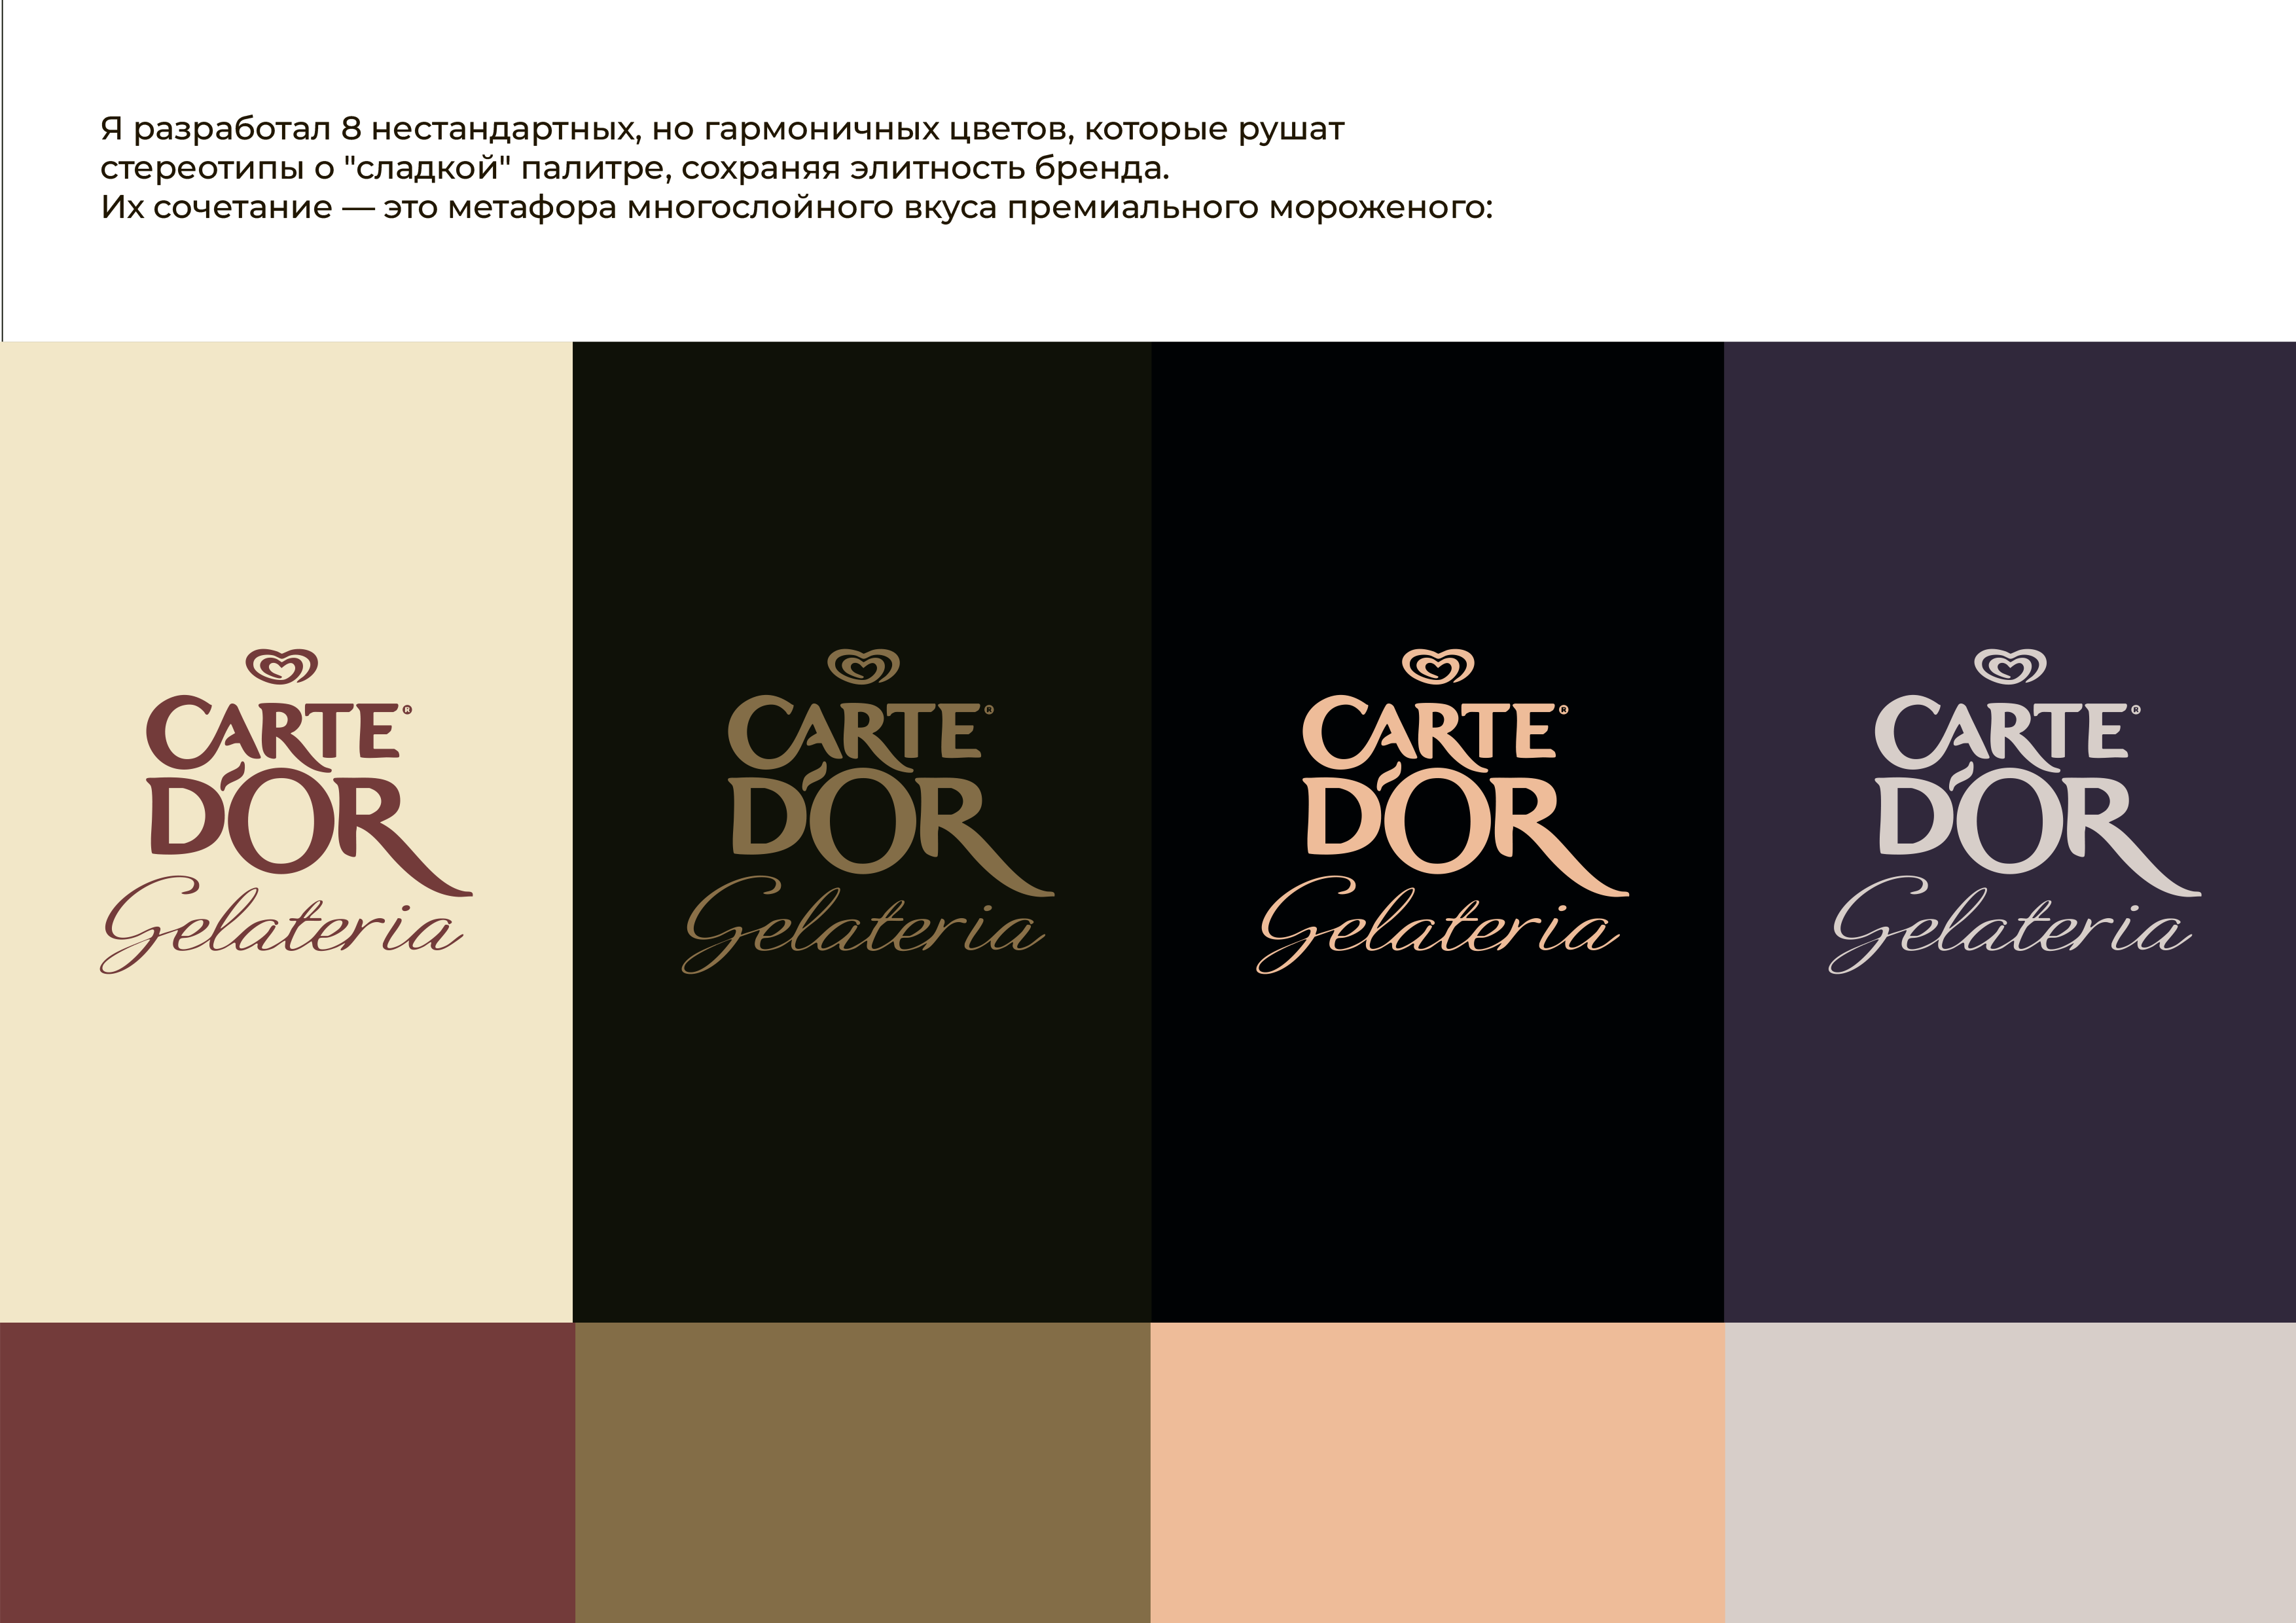 Я разработал 8 нестандартных, но гармоничных цветов, которые рушат
стереотипы о "сладкой" палитре, сохраняя элитность бренда.
Их сочетание — это метафора многослойного вкуса премиального мороженого:
CARTE®
D'OR
Gelateria
CARTE®
D'OR
Gelateria
CARTE®
D'OR
Gelateria
CARTE®
D'OR
Gelateria